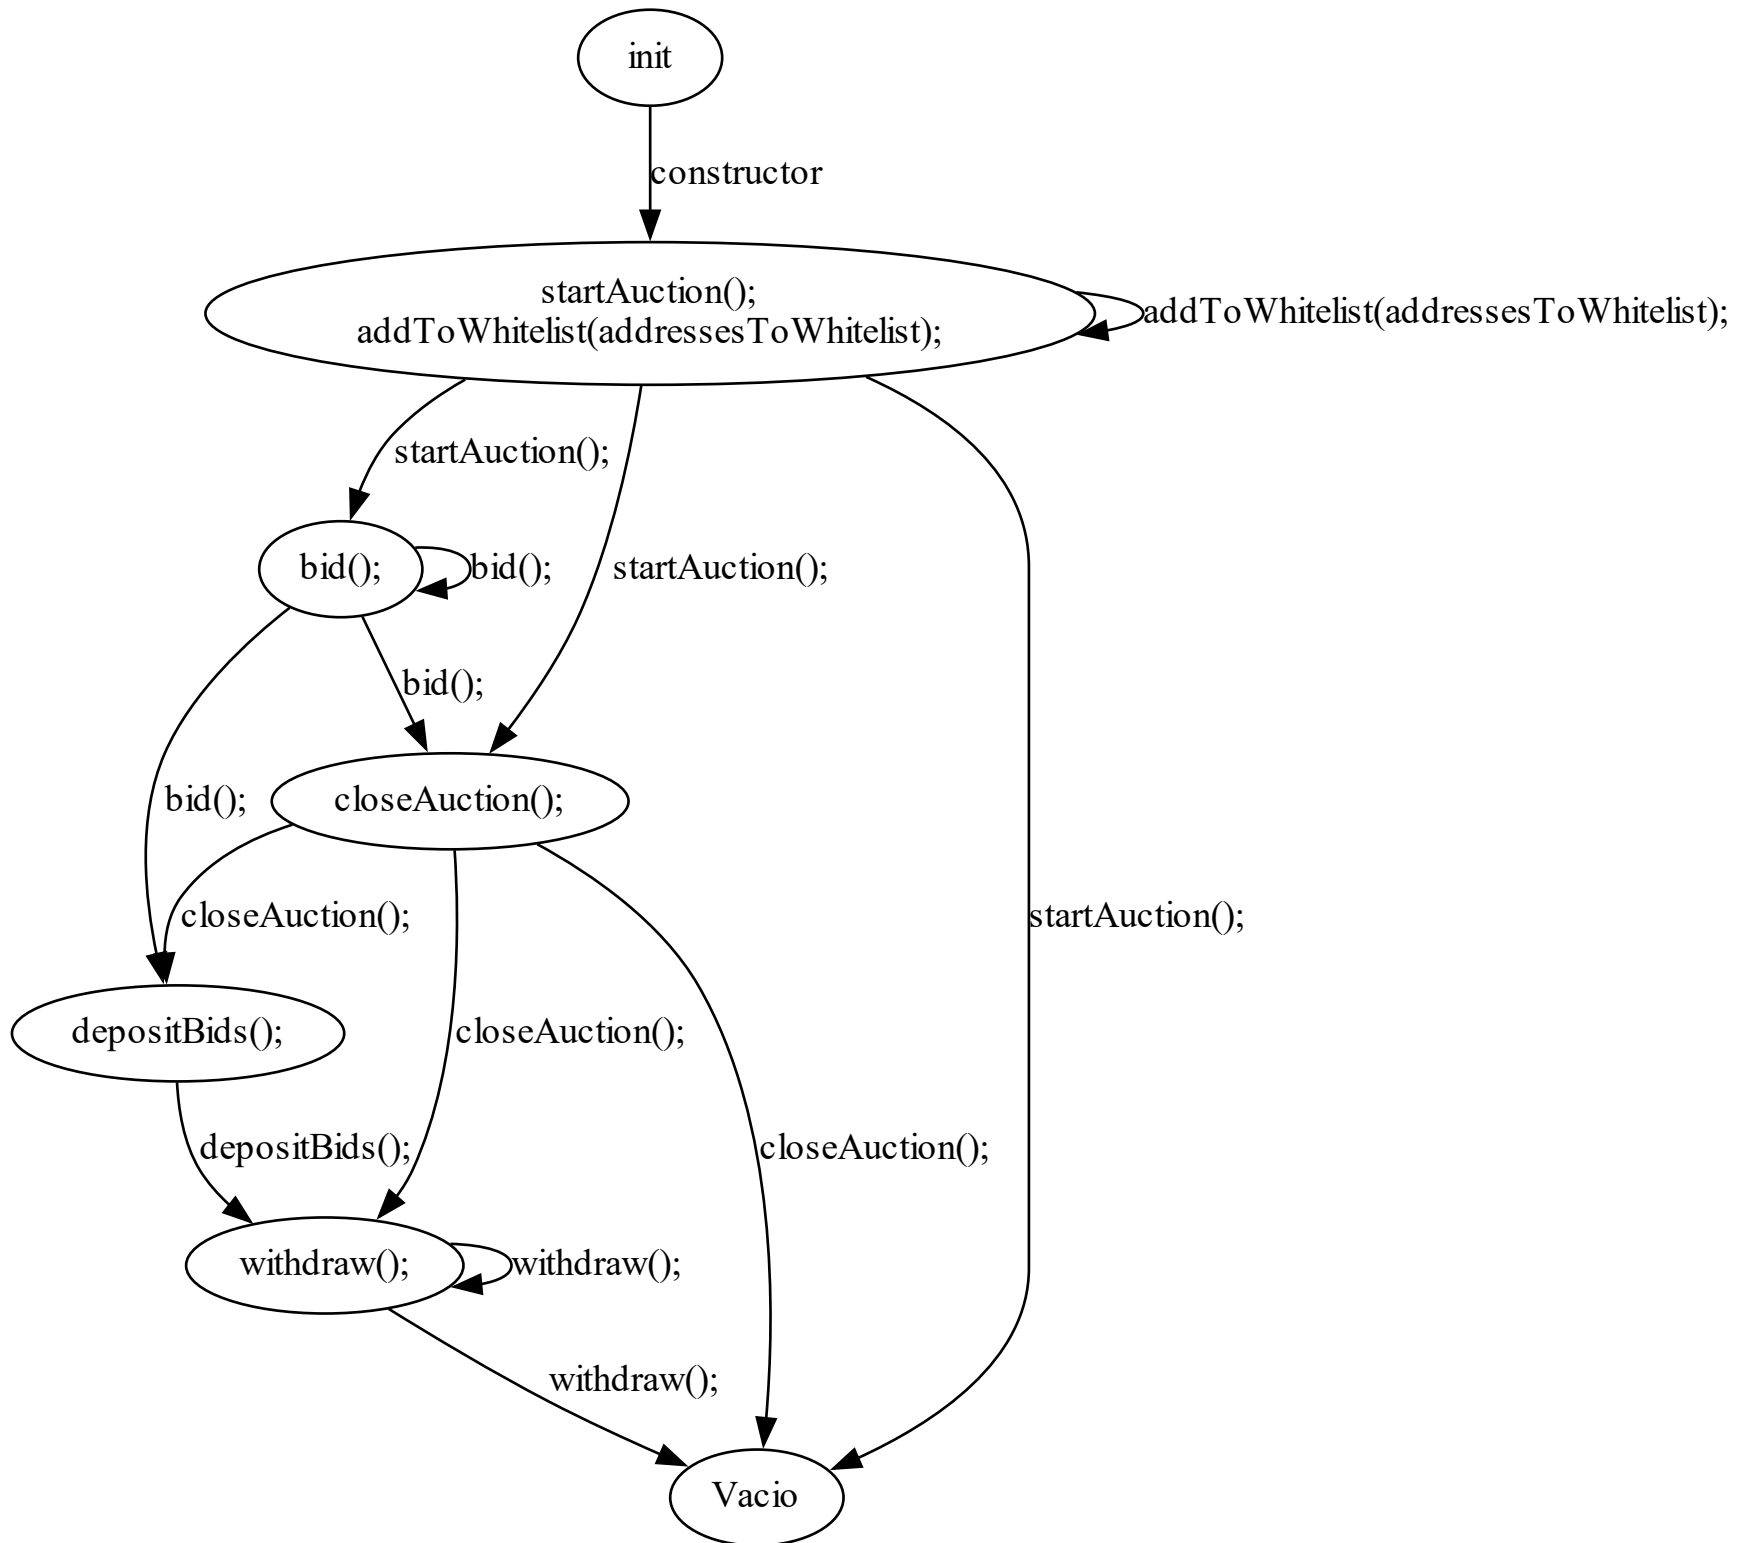 init
constructor
startAuction();
addToWhitelist(addressesToWhitelist);
addToWhitelist(addressesToWhitelist);
startAuction();
bid();
bid();
startAuction();
bid();
bid();
closeAuction();
closeAuction();
startAuction();
depositBids();
closeAuction();
depositBids();
closeAuction();
withdraw();
withdraw();
withdraw();
Vacio